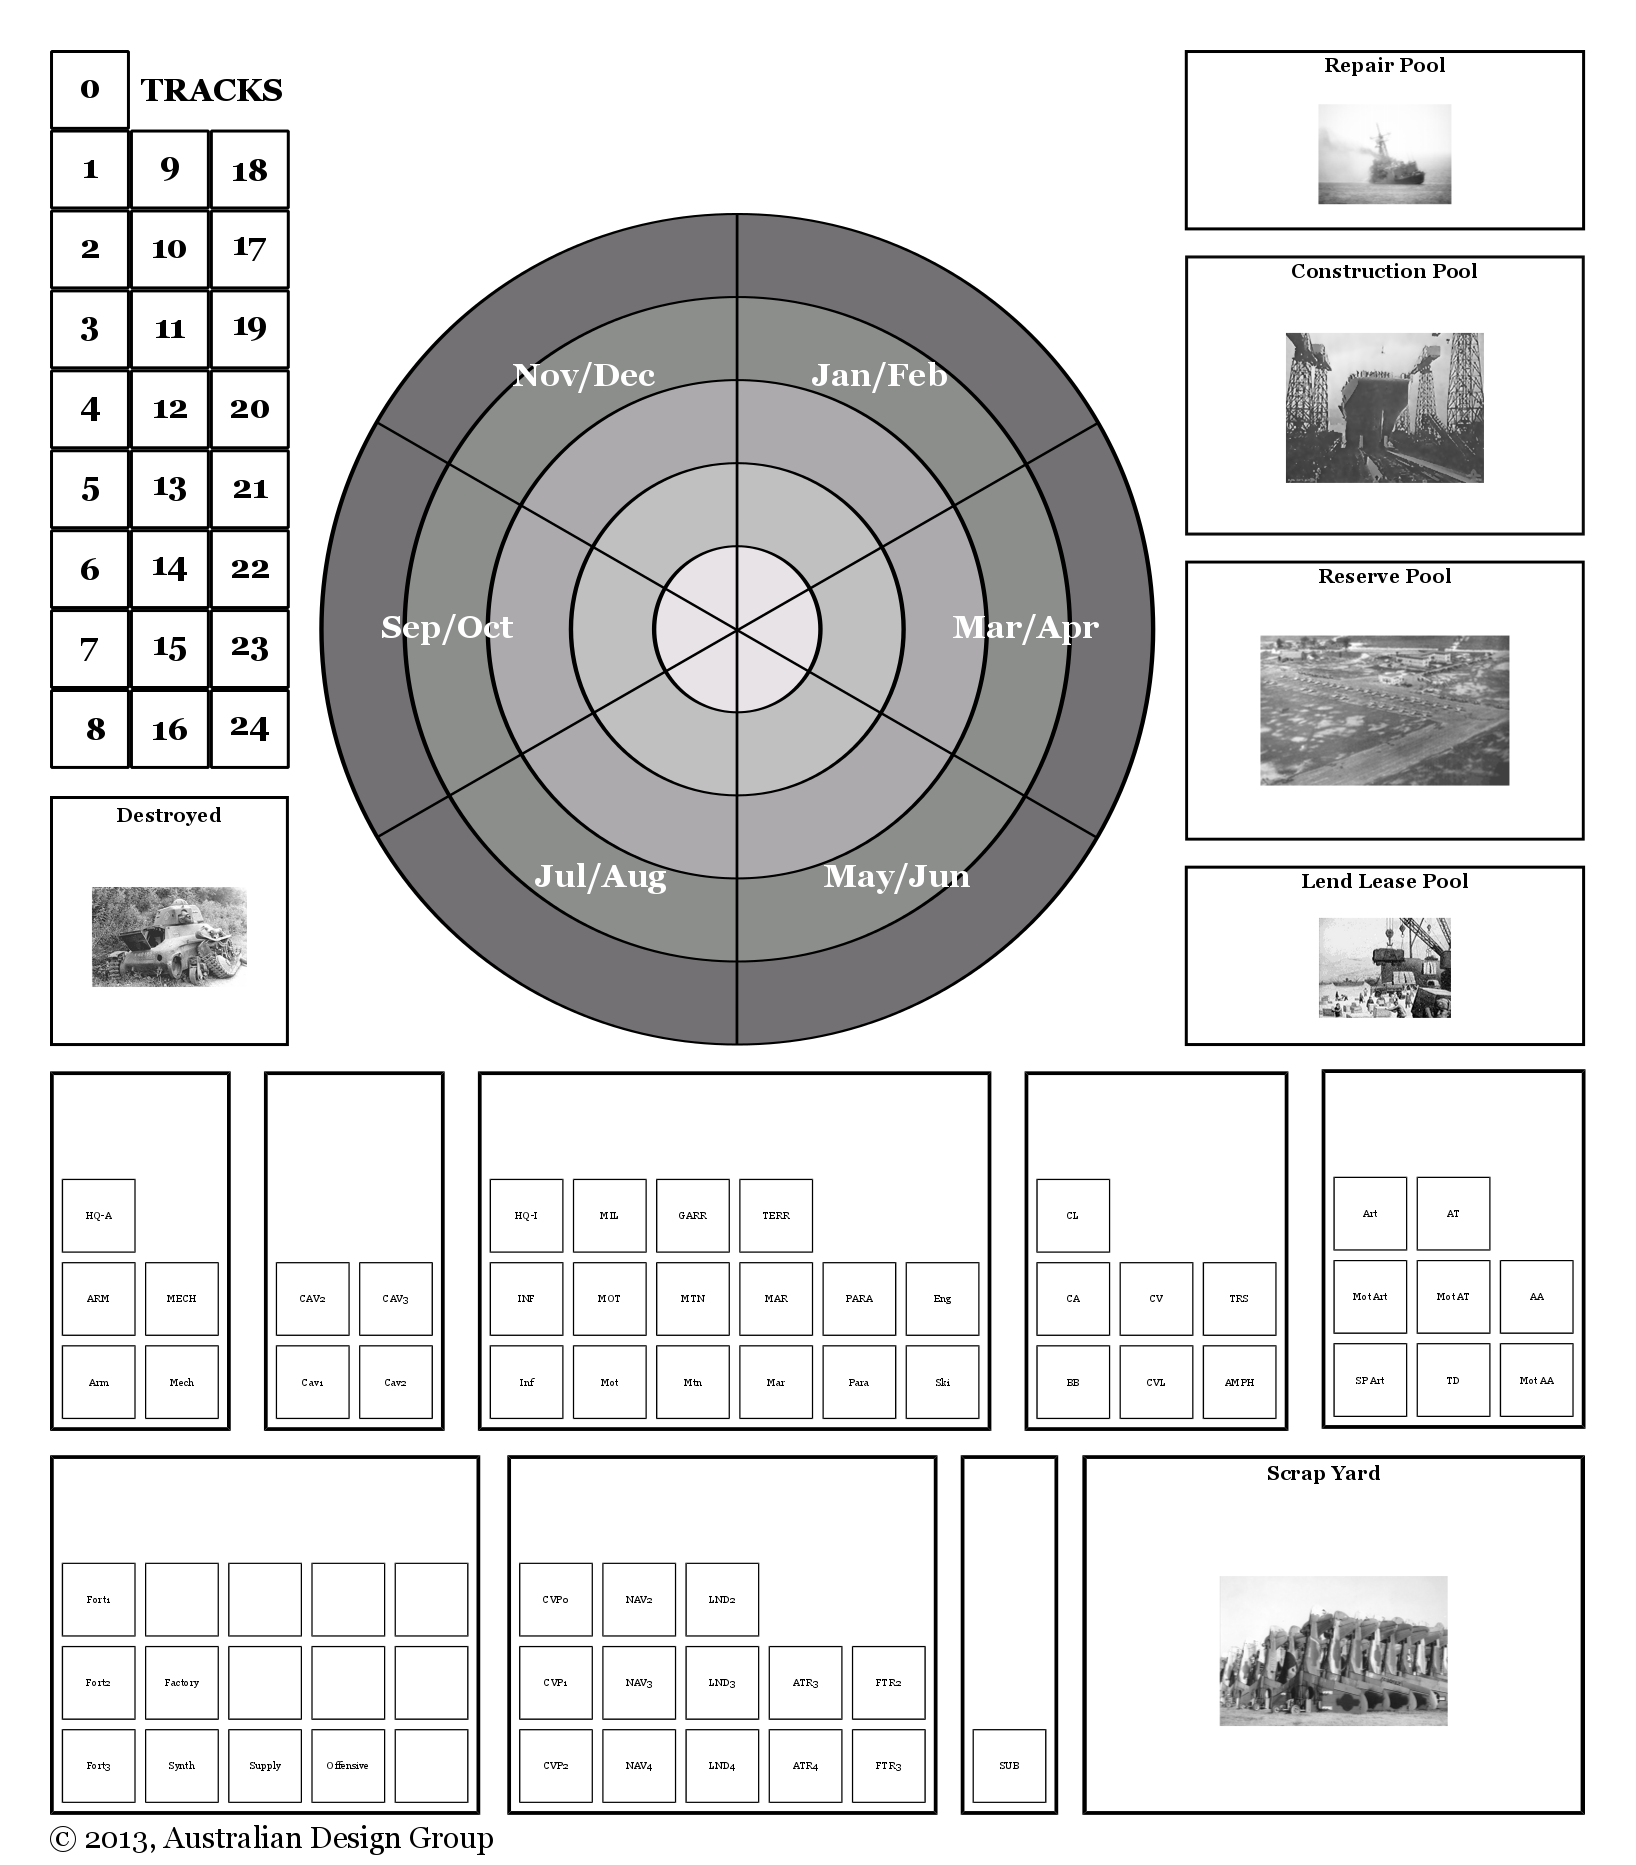 0 TRACKS
1 9 18
2 10 17
3 11 19
4 12 20
5 13 21
6 14 22
7 15 23
8 16 24
Destroyed
Nov/Dec Jan/Feb
Sep/Oct Mar/Apr
Jul/Aug May/Jun
Repair Pool
Construction Pool
Reserve Pool
Lend Lease Pool
HQ-A
ARM MECH
Arm Mech
CAV2 CAV3
Cav1 Cav2
HQ-I MIL GARR TERR
INF MOT MTN MAR PARA Eng
Inf Mot Mtn Mar Para Ski
CL
CA CV TRS
BB CVL AMPH
Art AT
Mot Art Mot AT AA
SP Art TD Mot AA
Fort1
Fort2 Factory
Fort3 Synth Supply Offensive
CVP0 NAV2 LND2
CVP1 NAV3 LND3 ATR3 FTR2
CVP2 NAV4 LND4 ATR4 FTR3
SUB
Scrap Yard
© 2013, Australian Design Group